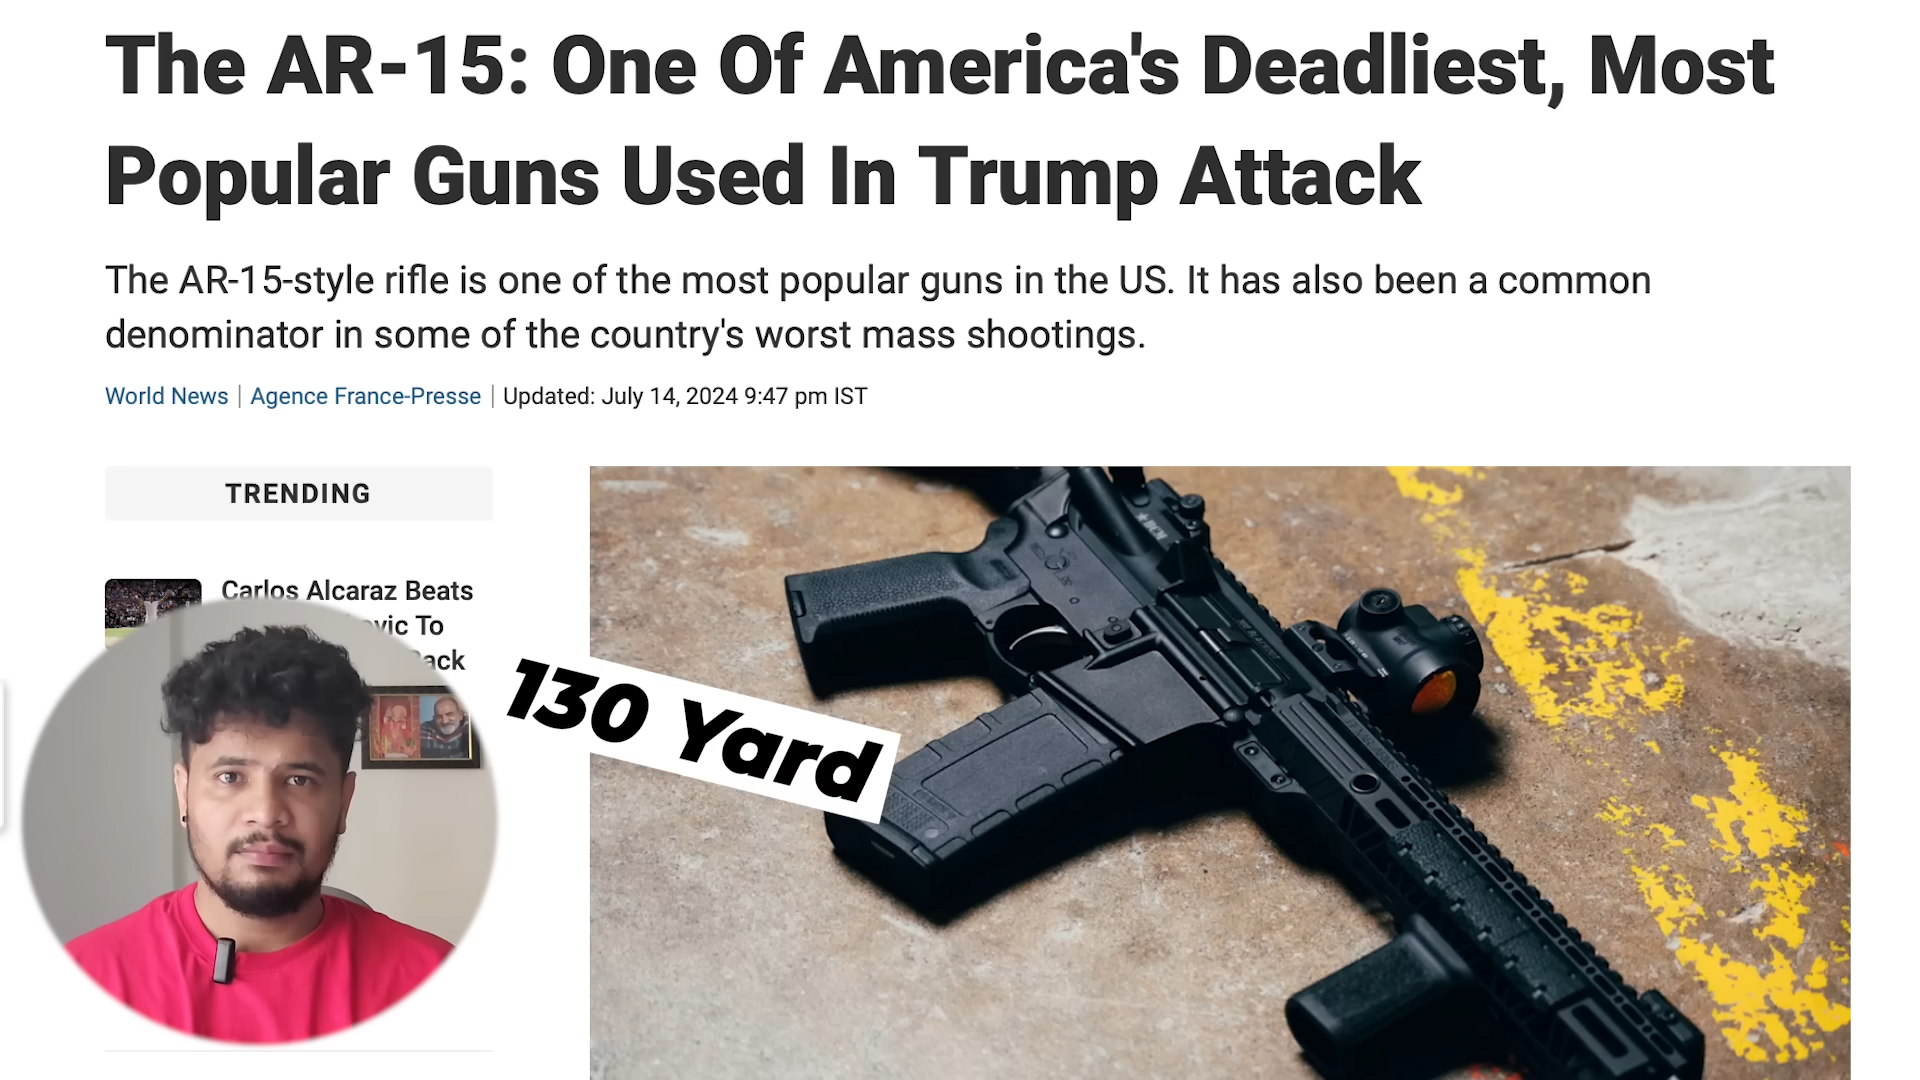 The AR-15: One Of America's Deadliest, Most
Popular Guns Used In Trump Attack
The AR-15-style rifle is one of the most popular guns in the US. It has also been a common
denominator in some of the country's worst mass shootings.
World News | Agence France-Presse | Updated: July 14, 2024 9:47 pm IST
TRENDING
Carlos Alcaraz Beats
To
130 Yard